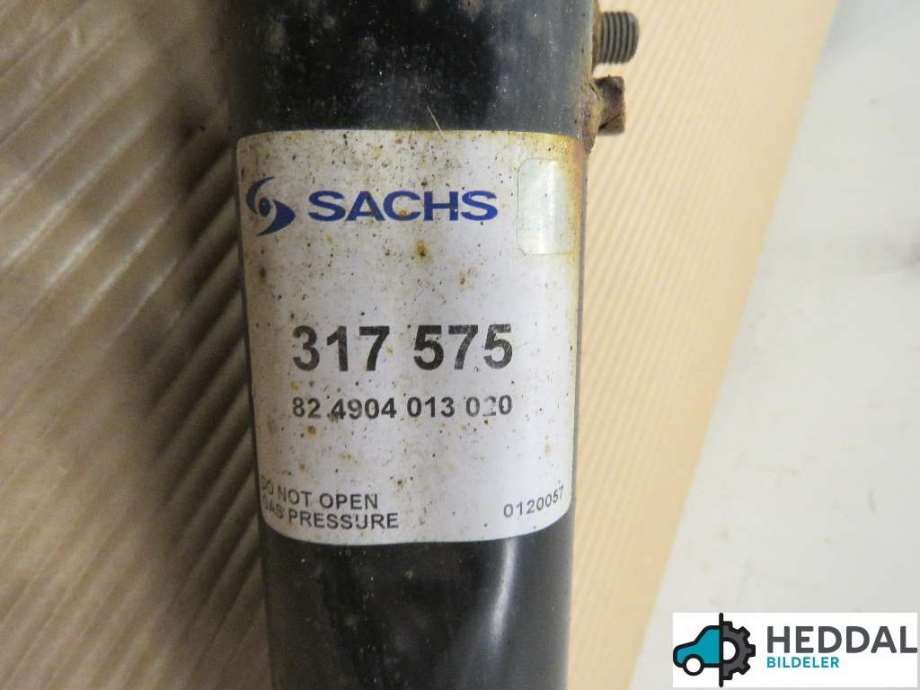 SACHS
317 575
82 4904 013 020
DO NOT OPEN
GAS PRESSURE
0120057
HEDDAL
BILDELER